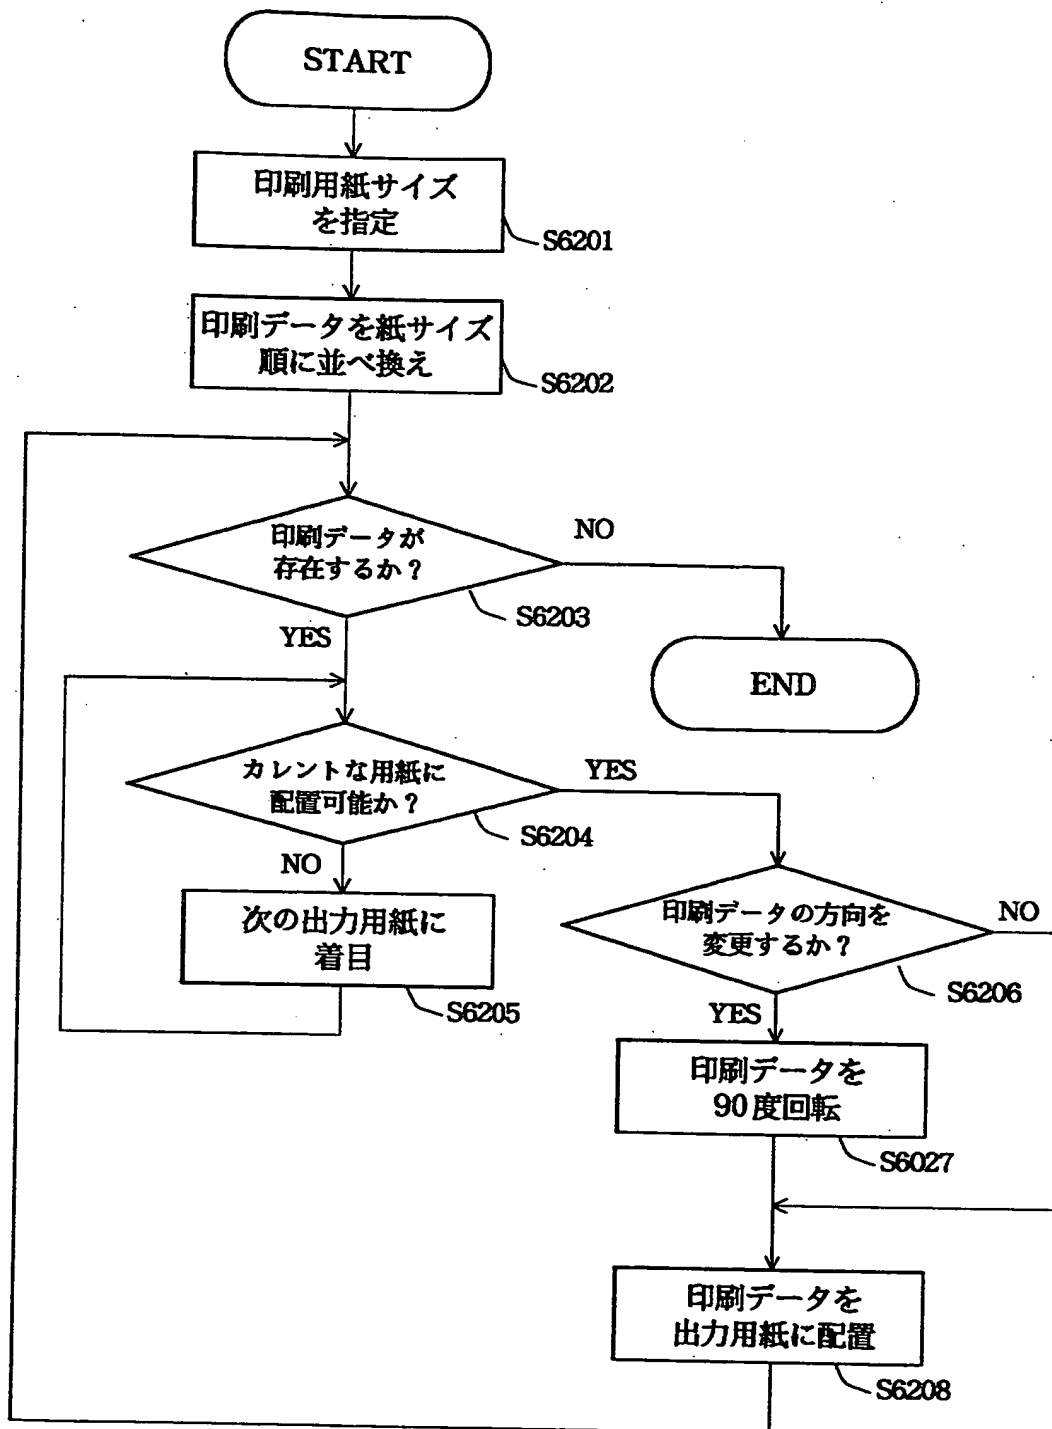 START
印刷用紙サイズ
を指定
S6201
印刷データを紙サイズ
順に並べ換え
S6202
印刷データが
存在するか?
NO
S6203
YES
END
カレントな用紙に
配置可能か?
YES
S6204
NO
次の出力用紙に
着目
S6205
印刷データの方向を
変更するか?
NO
S6206
YES
印刷データを
90度回転
S6027
印刷データを
出力用紙に配置
S6208